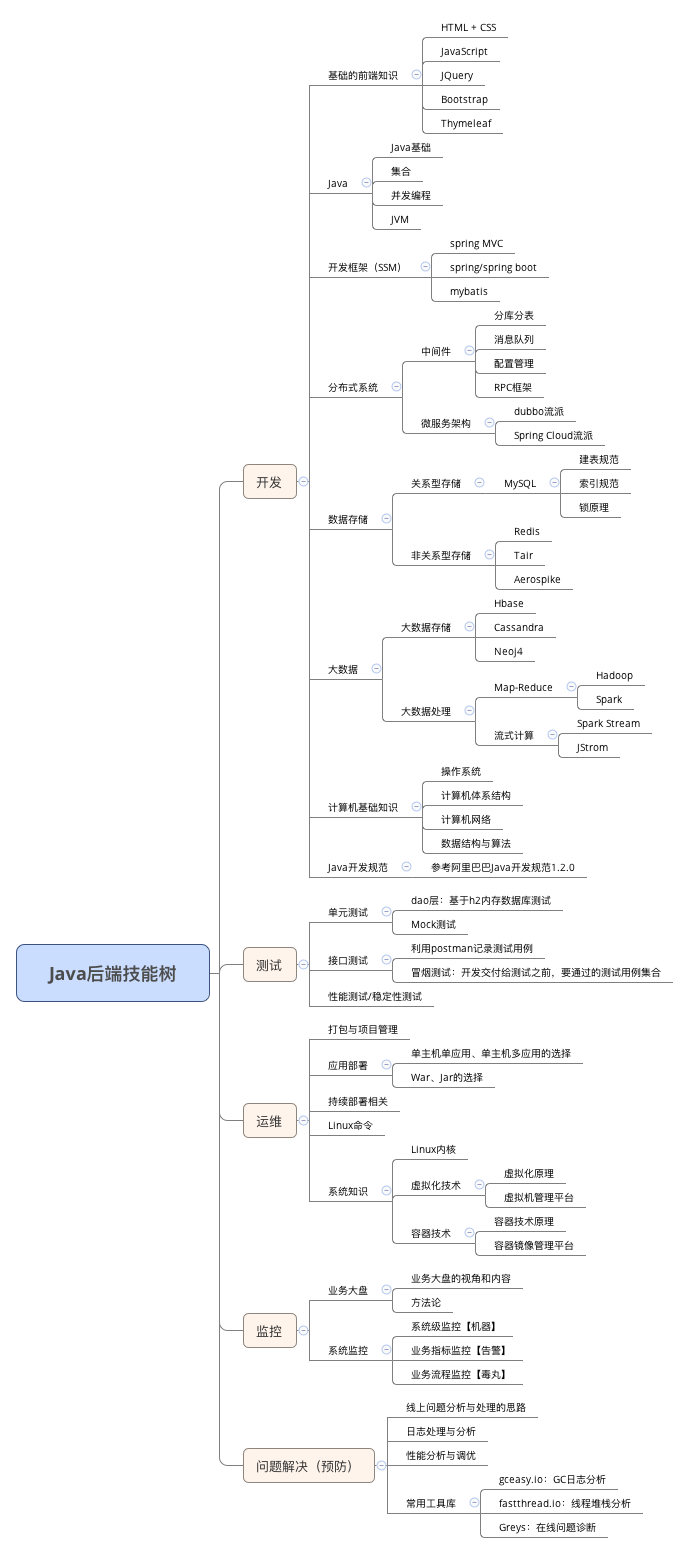 HTML + CSS
JavaScript
基础的前端知识
JQuery
Bootstrap
Thymeleaf
Java基础
集合
Java
并发编程
JVM
spring MVC
开发框架（SSM）
spring/spring boot
mybatis
分库分表
消息队列
中间件
配置管理
RPC框架
分布式系统
dubbo流派
微服务架构
Spring Cloud流派
开发
建表规范
关系型存储
MySQL
索引规范
锁原理
数据存储
Redis
非关系型存储
Tair
Aerospike
Hbase
大数据存储
Cassandra
Neoj4
大数据
Hadoop
Map-Reduce
Spark
大数据处理
Spark Stream
流式计算
JStrom
操作系统
计算机体系结构
计算机基础知识
计算机网络
数据结构与算法
Java开发规范
参考阿里巴巴Java开发规范1.2.0
Java后端技能树
dao层：基于h2内存数据库测试
单元测试
Mock测试
测试
利用postman记录测试用例
接口测试
冒烟测试：开发交付给测试之前，要通过的测试用例集合
性能测试/稳定性测试
打包与项目管理
单主机单应用、单主机多应用的选择
应用部署
War、Jar的选择
运维
持续部署相关
Linux命令
Linux内核
虚拟化原理
系统知识
虚拟化技术
虚拟机管理平台
容器技术原理
容器技术
容器镜像管理平台
业务大盘的视角和内容
业务大盘
方法论
监控
系统级监控【机器】
系统监控
业务指标监控【告警】
业务流程监控【毒丸】
线上问题分析与处理的思路
日志处理与分析
问题解决（预防）
性能分析与调优
gceasy.io：GC日志分析
常用工具库
fastthread.io：线程堆栈分析
Greys：在线问题诊断